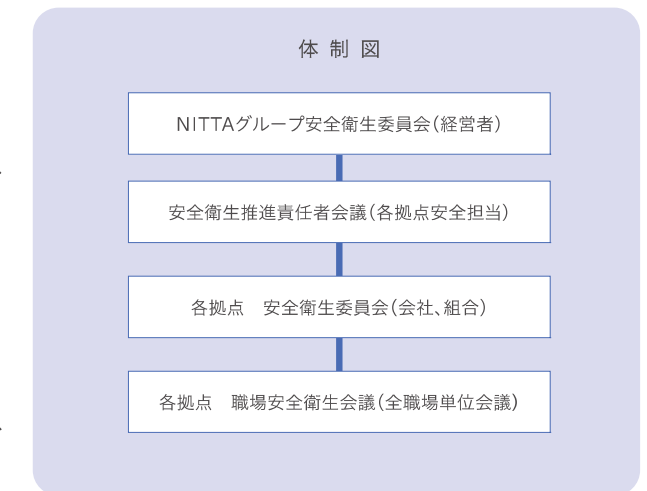 体制図
NITTAグループ安全衛生委員会(経営者)
安全衛生推進責任者会議(各拠点安全担当)
各拠点　安全衛生委員会(会社、組合)
各拠点　職場安全衛生会議(全職場単位会議)